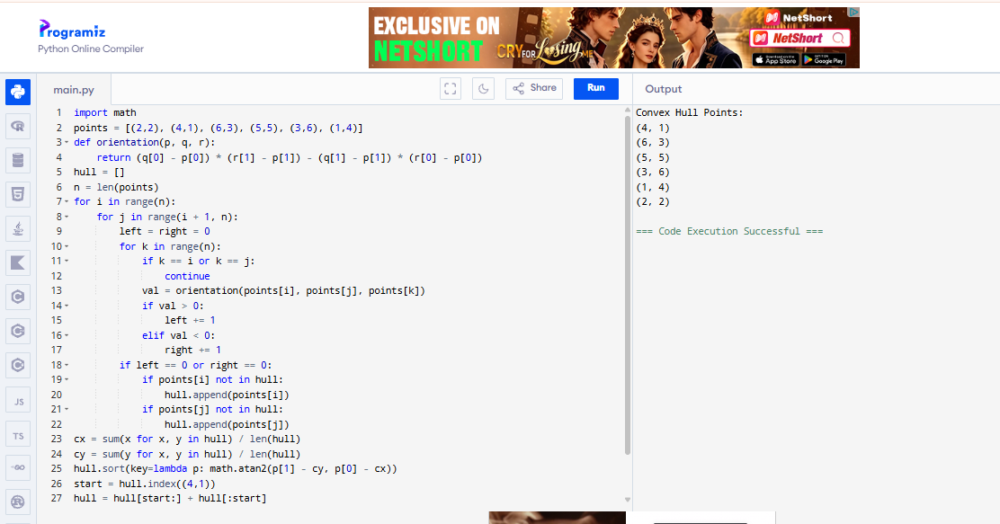 Programiz
Python Online Compiler
EXCLUSIVE ON
NETSHORT
CRY FOR Losing ME
NetShort
NetShort
Download on the App Store
GET IT ON Google Play
main.py
Share
Run
Output
1 import math
2 points = [(2,2), (4,1), (6,3), (5,5), (3,6), (1,4)]
3 def orientation(p, q, r):
4     return (q[0] - p[0]) * (r[1] - p[1]) - (q[1] - p[1]) * (r[0] - p[0])
5 hull = []
6 n = len(points)
7 for i in range(n):
8     for j in range(i + 1, n):
9         left = right = 0
10         for k in range(n):
11             if k == i or k == j:
12                 continue
13             val = orientation(points[i], points[j], points[k])
14             if val > 0:
15                 left += 1
16             elif val < 0:
17                 right += 1
18         if left == 0 or right == 0:
19             if points[i] not in hull:
20                 hull.append(points[i])
21             if points[j] not in hull:
22                 hull.append(points[j])
23 cx = sum(x for x, y in hull) / len(hull)
24 cy = sum(y for x, y in hull) / len(hull)
25 hull.sort(key=lambda p: math.atan2(p[1] - cy, p[0] - cx))
26 start = hull.index((4,1))
27 hull = hull[start:] + hull[:start]
Convex Hull Points:
(4, 1)
(6, 3)
(5, 5)
(3, 6)
(1, 4)
(2, 2)
=== Code Execution Successful ===
JS
TS
GO